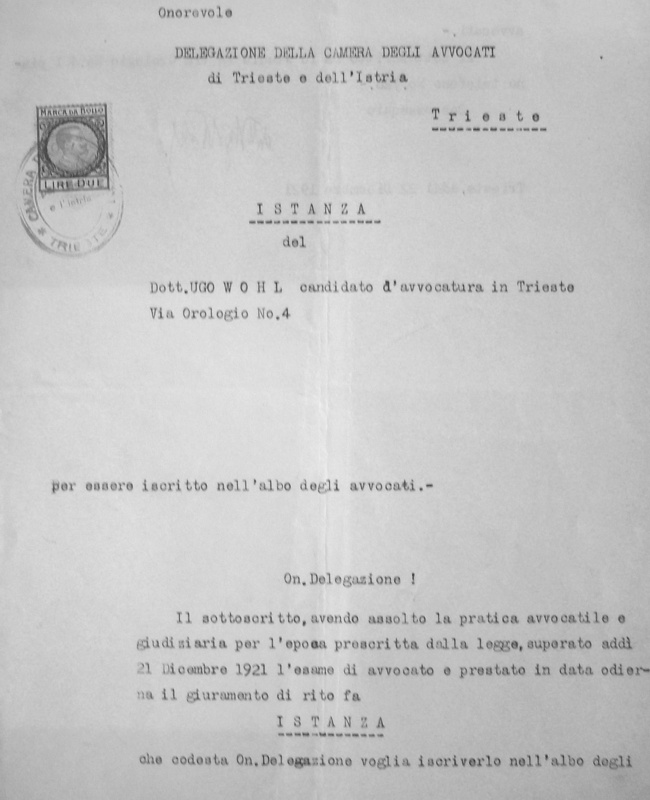 Onorevole
DELEGAZIONE DELLA CAMERA DEGLI AVVOCATI
di Trieste e dell'Istria
Trieste
MARCA DA BOLLO
LIRE DUE
CAMERA
e l'Istria
TRIESTE
ISTANZA
del
Dott.UGO WOHL candidato d'avvocatura in Trieste
Via Orologio No.4
per essere iscritto nell'albo degli avvocati.-
On.Delegazione !
Il sottoscritto,avendo assolto la pratica avvocatile e
giudiziaria per l'epoca prescritta dalla legge,superato addì
21 Dicembre 1921 l'esame di avvocato e prestato in data odier-
na il giuramento di rito fa
ISTANZA
che codesta On.Delegazione voglia iscriverlo nell'albo degli